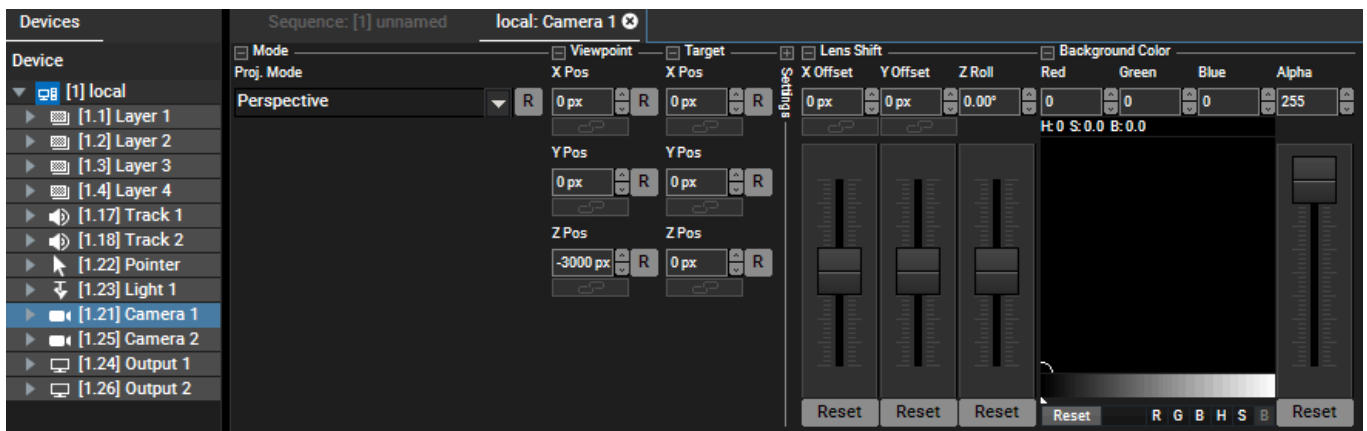 Devices
Sequence: [1] unnamed
local: Camera 1
Device
[1] local
[1.1] Layer 1
[1.2] Layer 2
[1.3] Layer 3
[1.4] Layer 4
[1.17] Track 1
[1.18] Track 2
[1.22] Pointer
[1.23] Light 1
[1.21] Camera 1
[1.25] Camera 2
[1.24] Output 1
[1.26] Output 2
Mode
Proj. Mode
Perspective
R
Viewpoint
X Pos
0 px R
Y Pos
0 px R
Z Pos
-3000 px R
Target
X Pos
0 px R
Y Pos
0 px R
Z Pos
0 px R
Settings
Lens Shift
X Offset Y Offset Z Roll
0 px 0 px 0.00°
Reset Reset Reset
Background Color
Red Green Blue Alpha
0 0 0 255
H: 0 S: 0.0 B: 0.0
Reset R G B H S B Reset